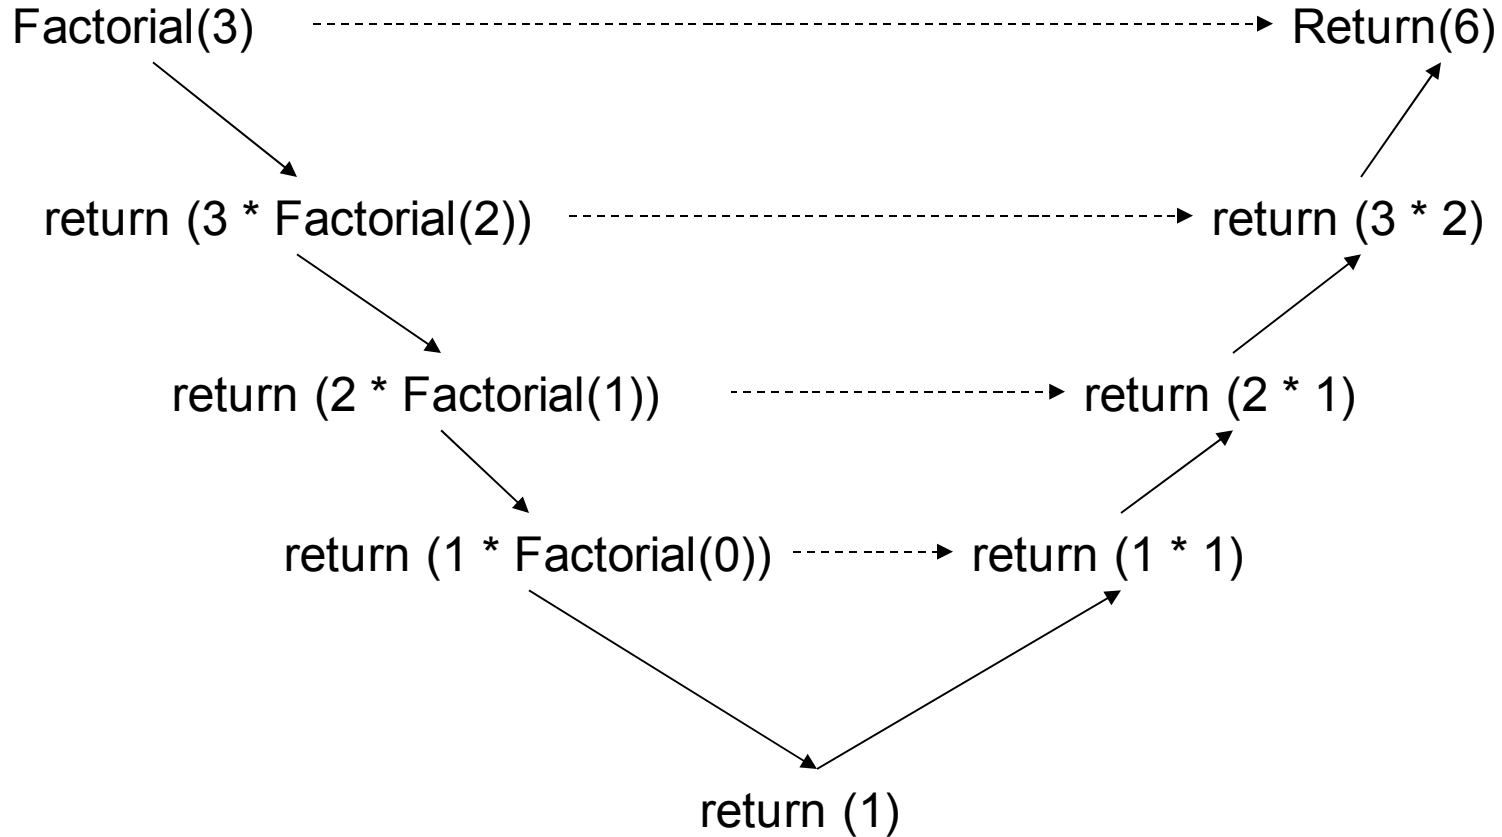 Factorial(3) Return(6)
return (3 * Factorial(2)) return (3 * 2)
return (2 * Factorial(1)) return (2 * 1)
return (1 * Factorial(0)) return (1 * 1)
return (1)